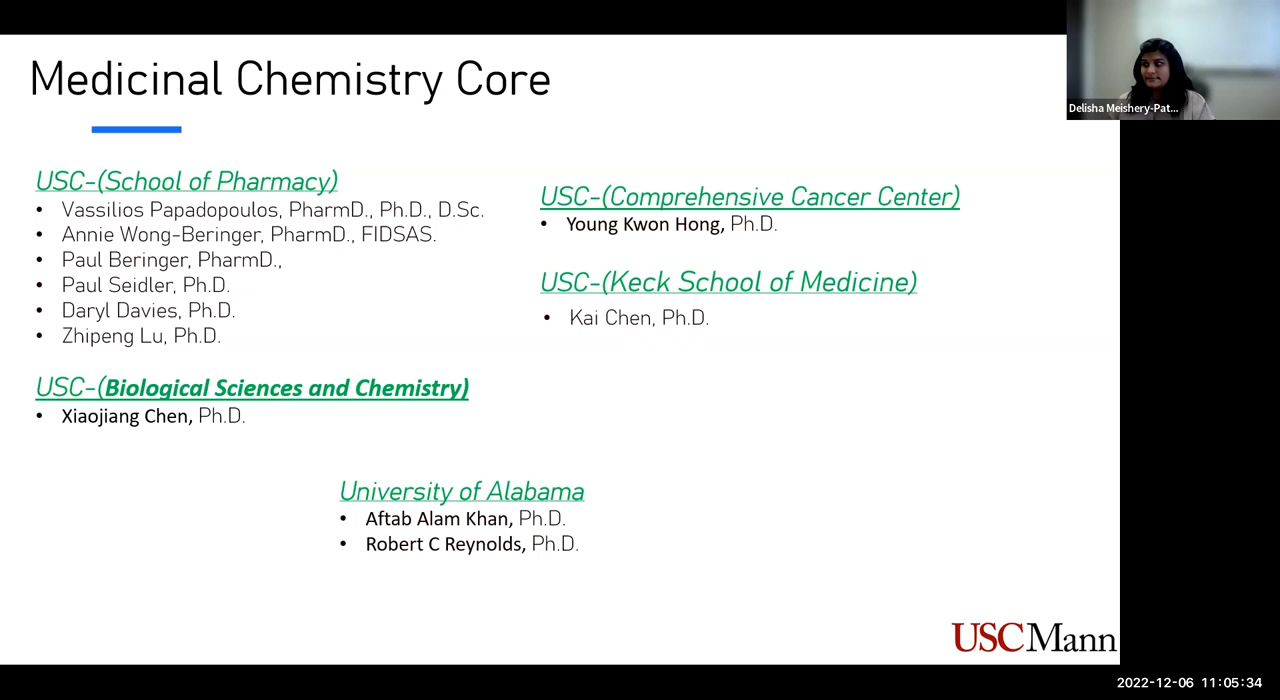 Medicinal Chemistry Core
Delisha Meishery-Pat...
USC-(School of Pharmacy)
• Vassilios Papadopoulos, PharmD., Ph.D., D.Sc.
• Annie Wong-Beringer, PharmD., FIDSAS.
• Paul Beringer, PharmD.,
• Paul Seidler, Ph.D.
• Daryl Davies, Ph.D.
• Zhipeng Lu, Ph.D.
USC-(Biological Sciences and Chemistry)
• Xiaojiang Chen, Ph.D.
USC-(Comprehensive Cancer Center)
• Young Kwon Hong, Ph.D.
USC-(Keck School of Medicine)
• Kai Chen, Ph.D.
University of Alabama
• Aftab Alam Khan, Ph.D.
• Robert C Reynolds, Ph.D.
USC Mann
2022-12-06 11:05:34